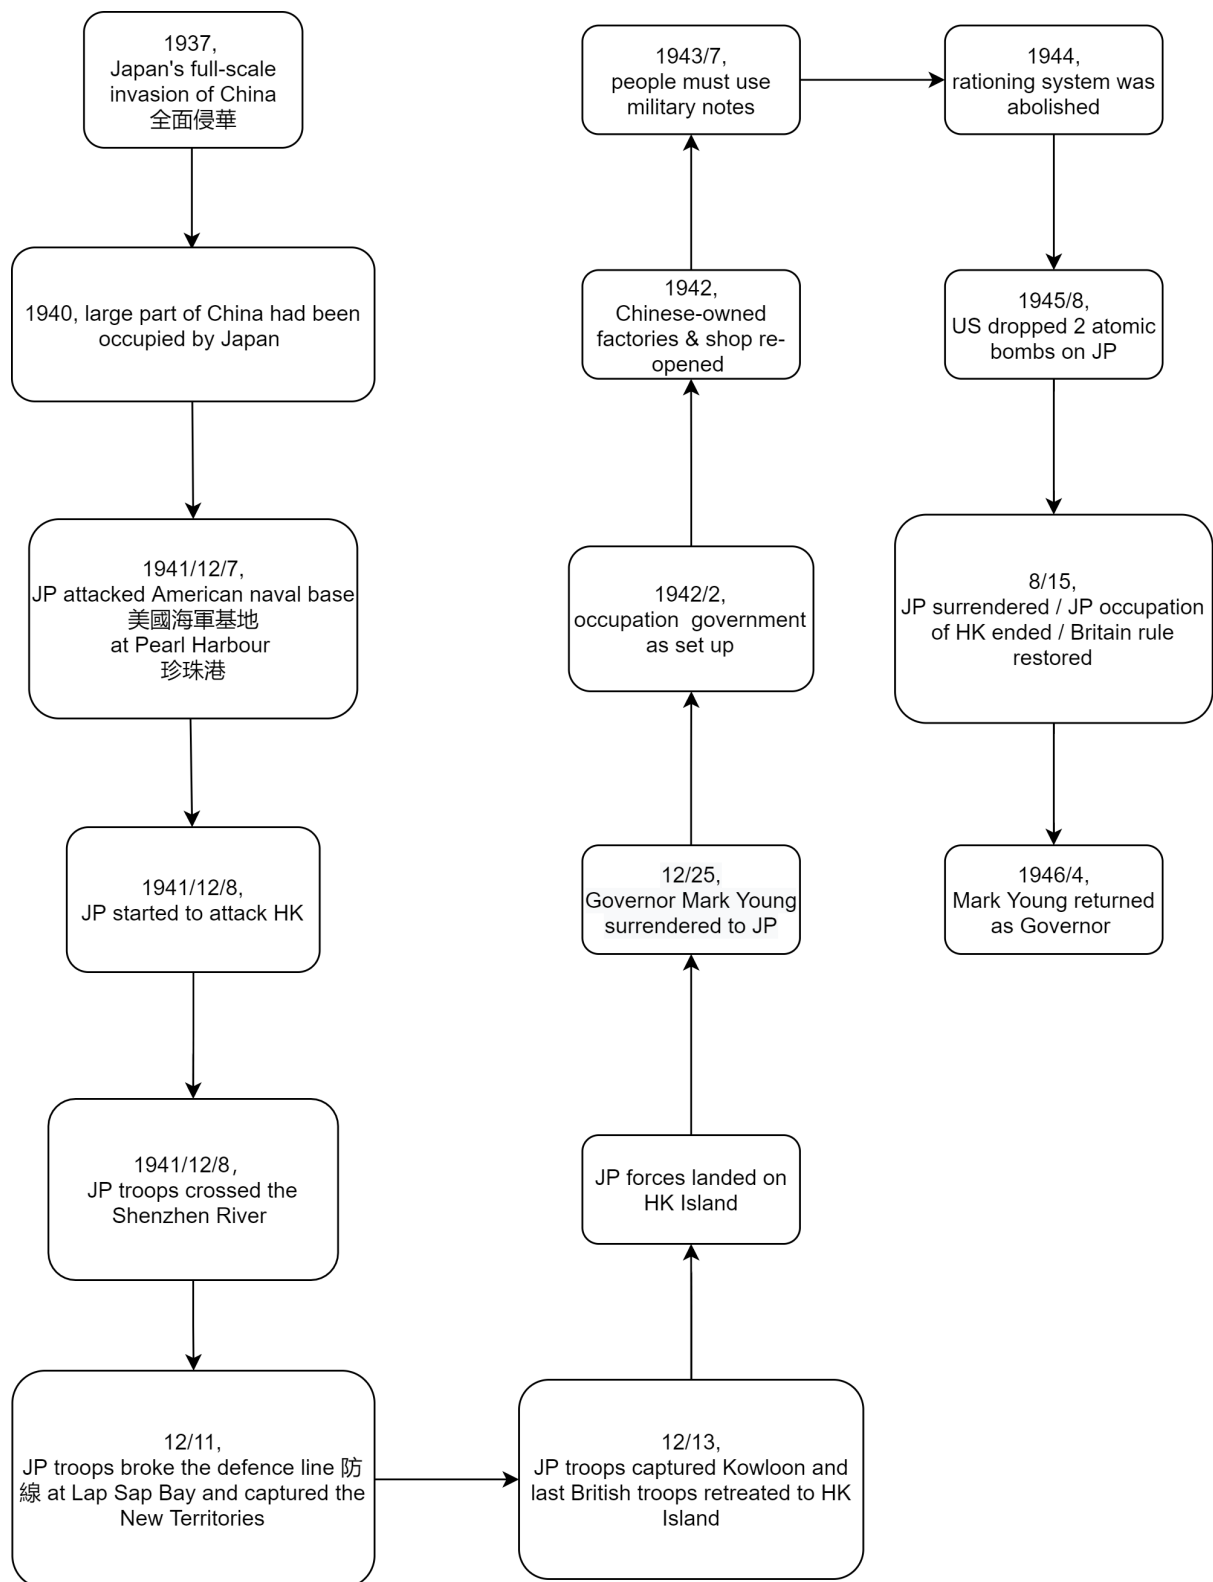 1937,
Japan's full-scale
invasion of China
全面侵華
1940, large part of China had been
occupied by Japan
1941/12/7,
JP attacked American naval base
美國海軍基地
at Pearl Harbour
珍珠港
1941/12/8,
JP started to attack HK
1941/12/8,
JP troops crossed the
Shenzhen River
12/11,
JP troops broke the defence line 防
線 at Lap Sap Bay and captured the
New Territories
12/13,
JP troops captured Kowloon and
last British troops retreated to HK
Island
JP forces landed on
HK Island
12/25,
Governor Mark Young
surrendered to JP
1942/2,
occupation  government
as set up
1942,
Chinese-owned
factories & shop re-
opened
1943/7,
people must use
military notes
1944,
rationing system was
abolished
1945/8,
US dropped 2 atomic
bombs on JP
8/15,
JP surrendered / JP occupation
of HK ended / Britain rule
restored
1946/4,
Mark Young returned
as Governor